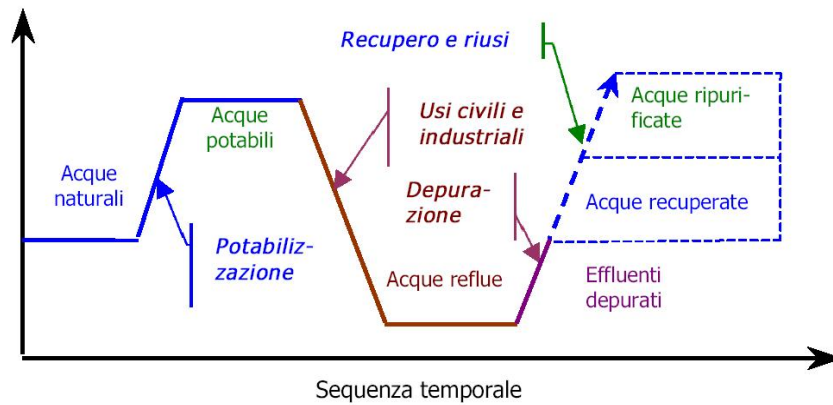 Recupero e riusi
Acque ripuri-
ficate
Acque
potabili
Usi civili e
industriali
Acque
naturali
Depura-
zione
Acque recuperate
Potabiliz-
zazione
Acque reflue
Effluenti
depurati
Sequenza temporale